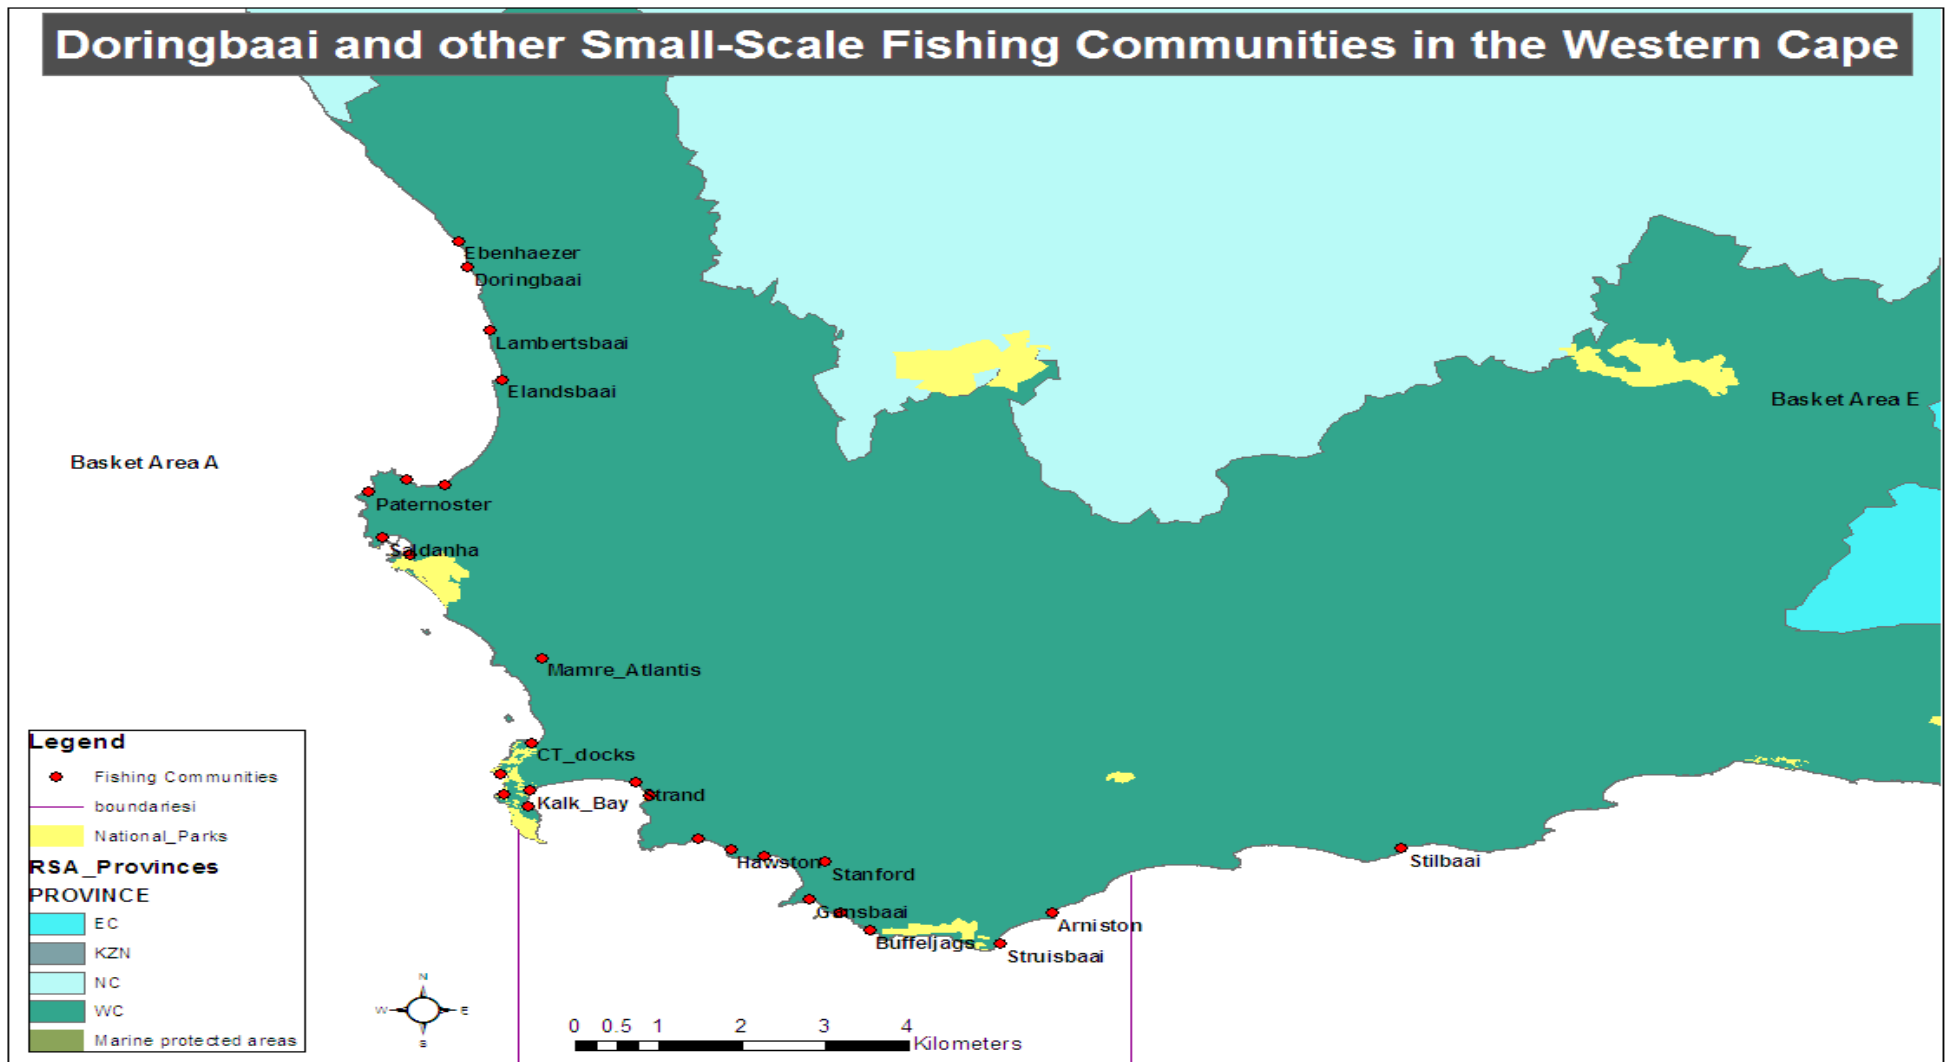 Doringbaai and other Small-Scale Fishing Communities in the Western Cape
Ebenhaezer
Doringbaai
Lambertsbaai
Elandsbaai
Basket Area E
Basket Area A
Paternoster
Saldanha
Mamre_Atlantis
CT_docks
Kalk_Bay
Strand
Hawston
Stanford
Stilbaai
Gansbaai
Arniston
Buffeljags
Struisbaai
Legend
Fishing Communities
boundariesi
National_Parks
RSA_Provinces
PROVINCE
EC
KZN
NC
WC
Marine protected areas
N
W E
S
0 0.5 1 2 3 4
Kilometers